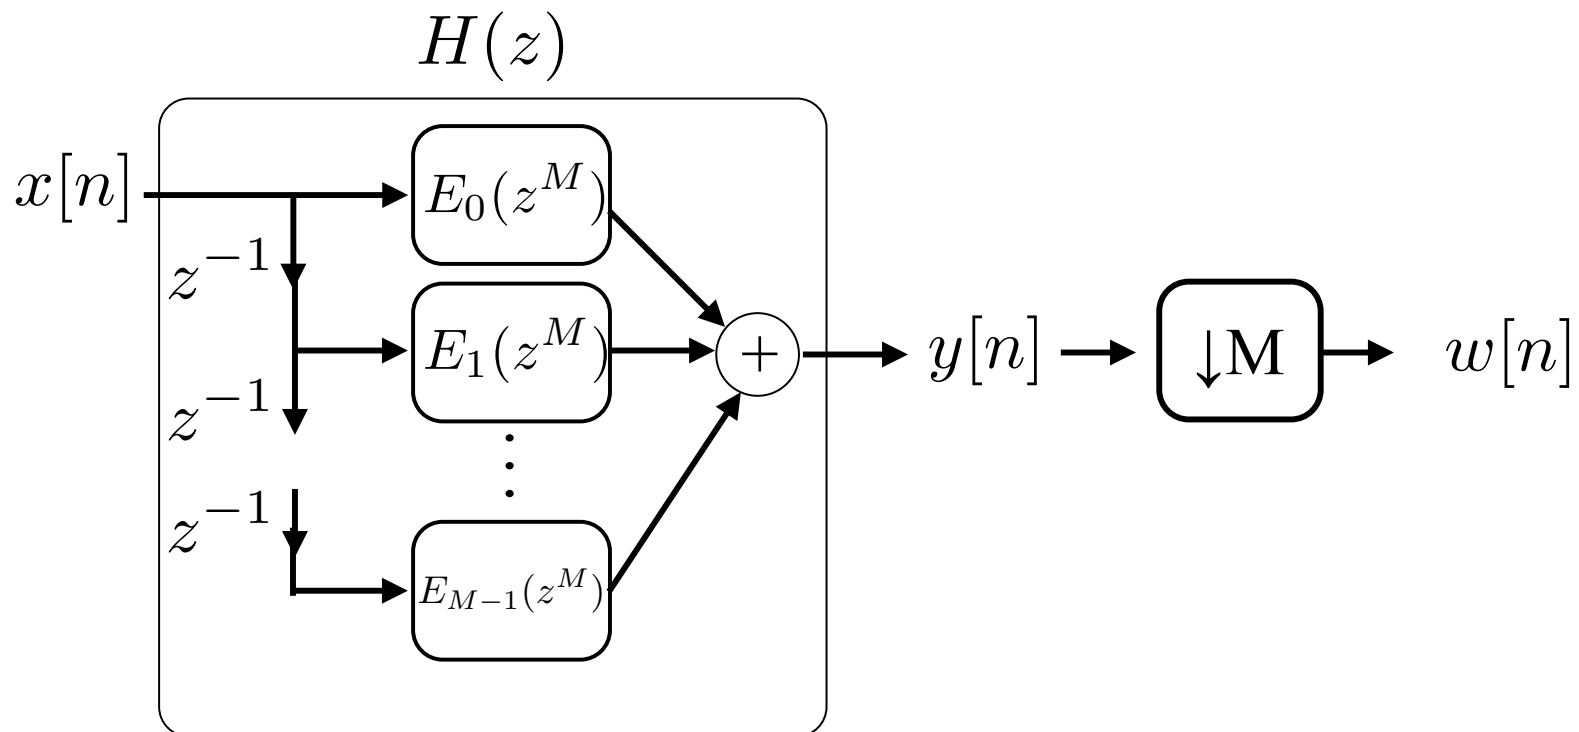 H(z)
x[n]
E_0(z^M)
z^{-1}
E_1(z^M)
+
y[n]
↓M
w[n]
z^{-1}
⋮
z^{-1}
E_{M-1}(z^M)